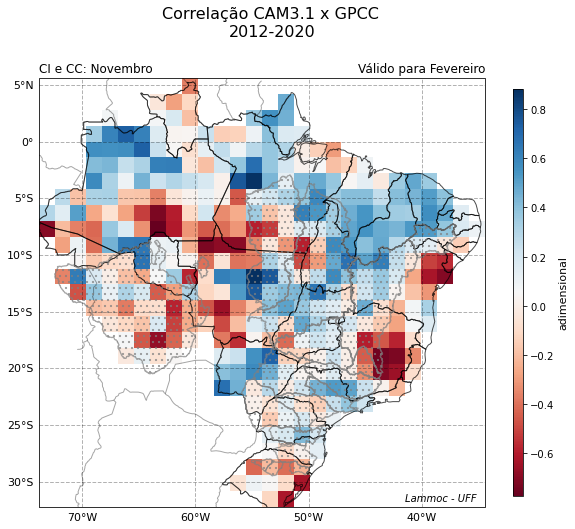 Correlação CAM3.1 x GPCC
2012-2020
CI e CC: Novembro
Válido para Fevereiro
5°N
0°
5°S
10°S
15°S
20°S
25°S
30°S
70°W
60°W
50°W
40°W
Lammoc - UFF
0.8
0.6
0.4
0.2
0.0
−0.2
−0.4
−0.6
adimensional